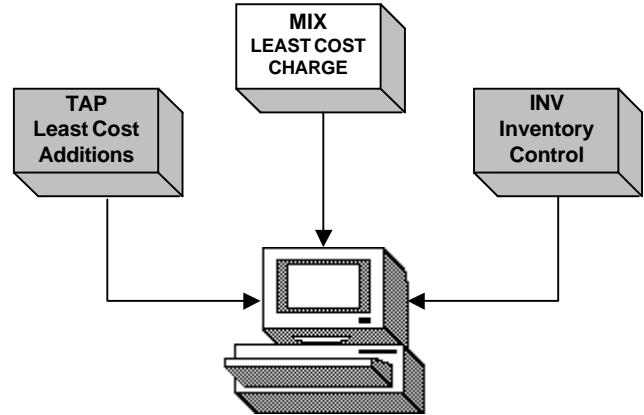 MIX
LEAST COST
CHARGE
TAP
Least Cost
Additions
INV
Inventory
Control